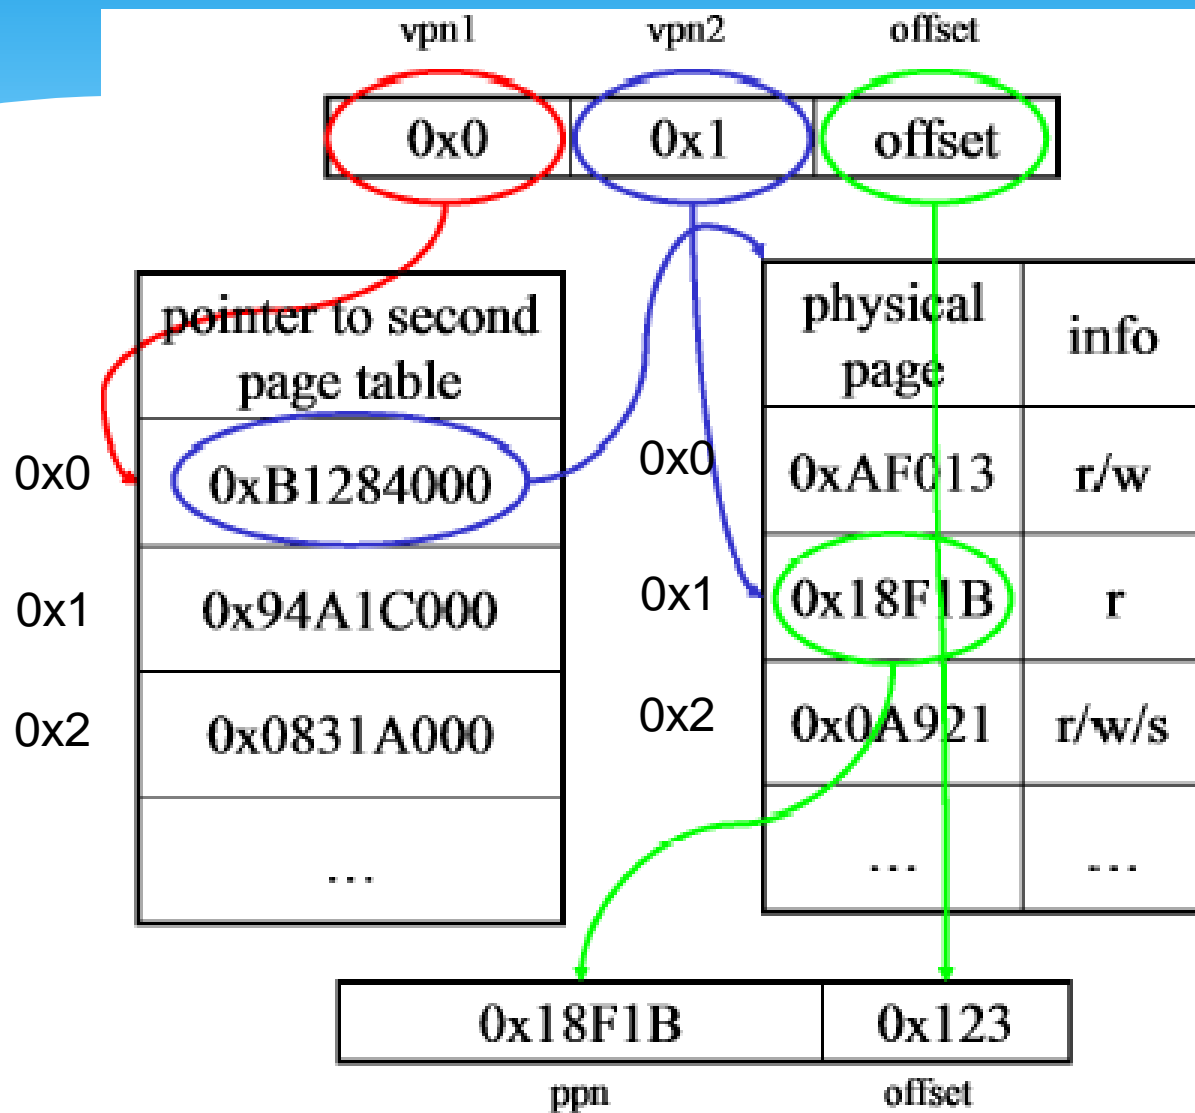 vpn1 vpn2 offset
0x0 0x1 offset
pointer to second
page table
physical
page
info
0x0 0xB1284000
0x0 0xAF013 r/w
0x1 0x94A1C000
0x1 0x18F1B r
0x2 0x0831A000
0x2 0x0A921 r/w/s
...
... ...
0x18F1B 0x123
ppn offset